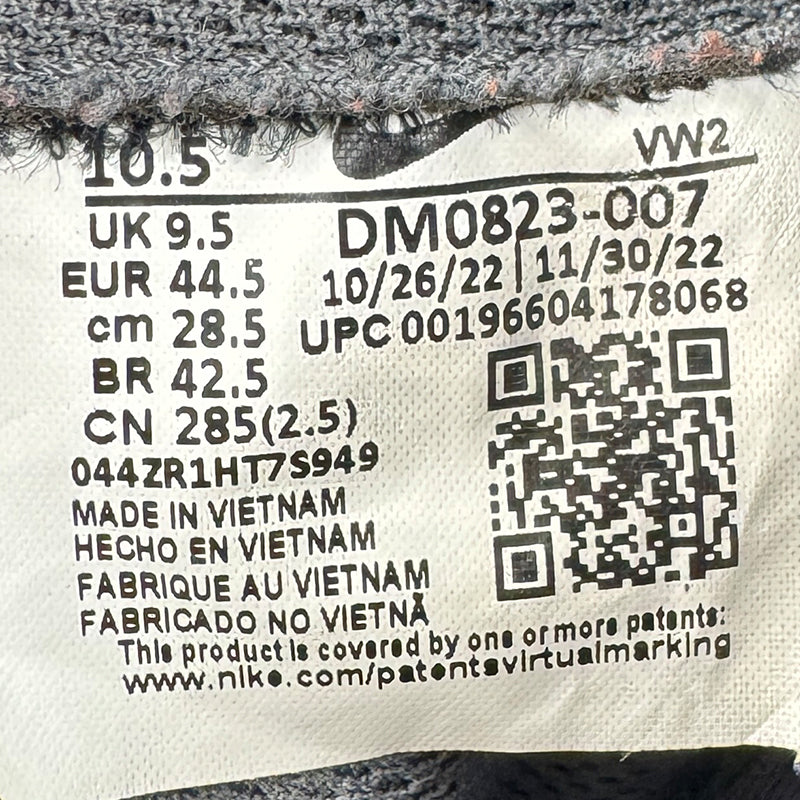 10.5
VW2
UK 9.5
EUR 44.5
cm 28.5
BR 42.5
CN 285(2.5)
DM0823-007
10/26/22 | 11/30/22
UPC 00196604178068
044ZR1HT7S949
MADE IN VIETNAM
HECHO EN VIETNAM
FABRIQUE AU VIETNAM
FABRICADO NO VIETNÃ
This product is covered by one or more patents:
www.nike.com/patentsvirtualmarking